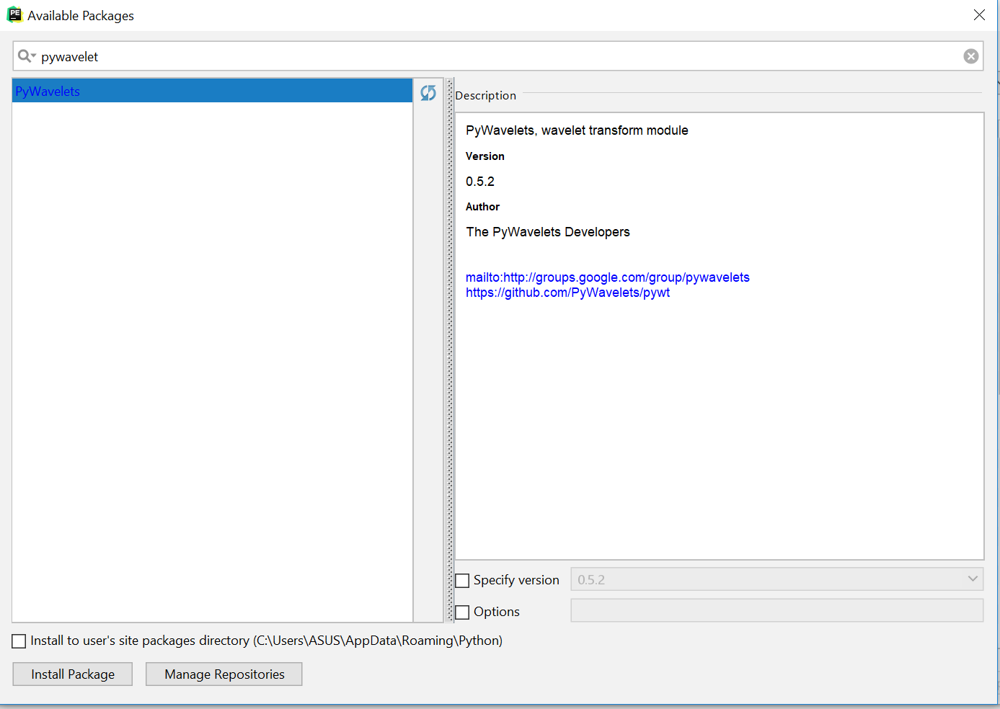 PE
Available Packages
pywavelet
PyWavelets
Description
PyWavelets, wavelet transform module
Version
0.5.2
Author
The PyWavelets Developers
mailto:http://groups.google.com/group/pywavelets
https://github.com/PyWavelets/pywt
Specify version
0.5.2
Options
Install to user's site packages directory (C:\Users\ASUS\AppData\Roaming\Python)
Install Package
Manage Repositories